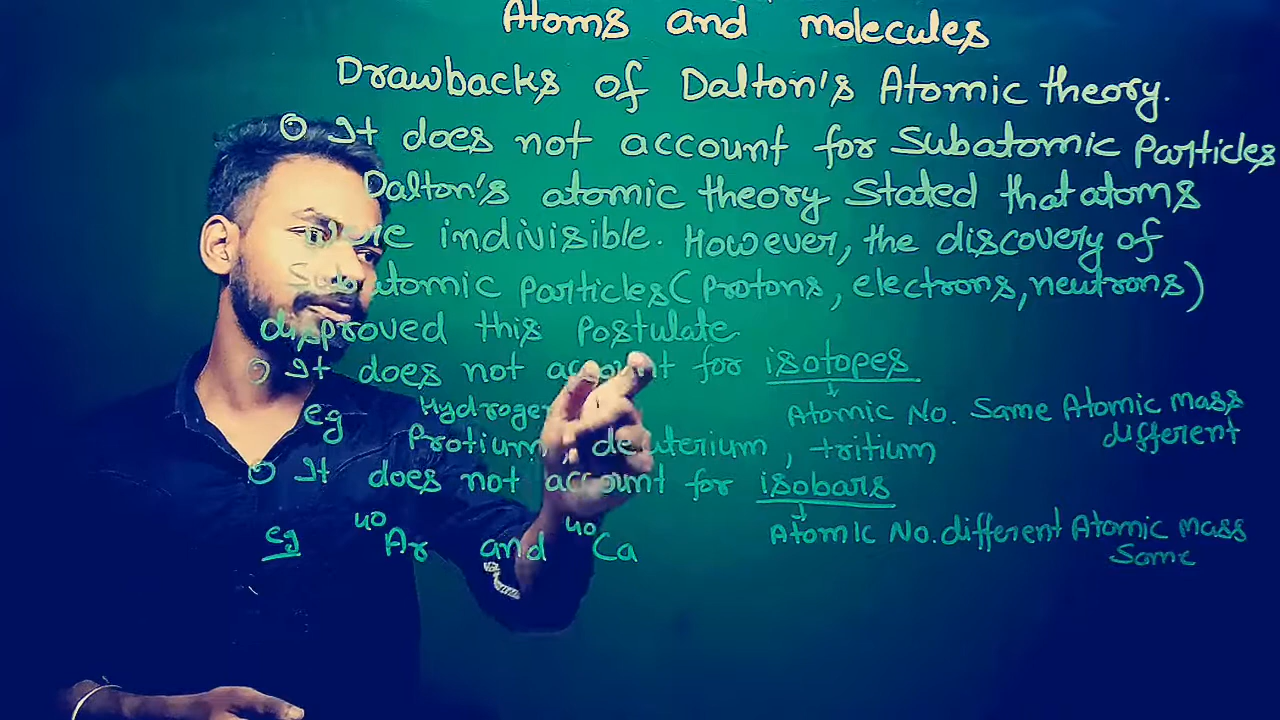 Atoms and molecules
Drawbacks of Dalton's Atomic theory.
It does not account for Subatomic Particles
Dalton's atomic theory Stated that atoms
are indivisible. However, the discovery of
Subatomic Particles(Protons, electrons, neutrons)
disproved this Postulate
It does not account for isotopes
eg Hydrogen Atomic No. Same Atomic mass
different
Protium, deuterium, tritium
It does not account for isobars
eg ⁴⁰Ar and ⁴⁰Ca Atomic No. different Atomic mass
Same